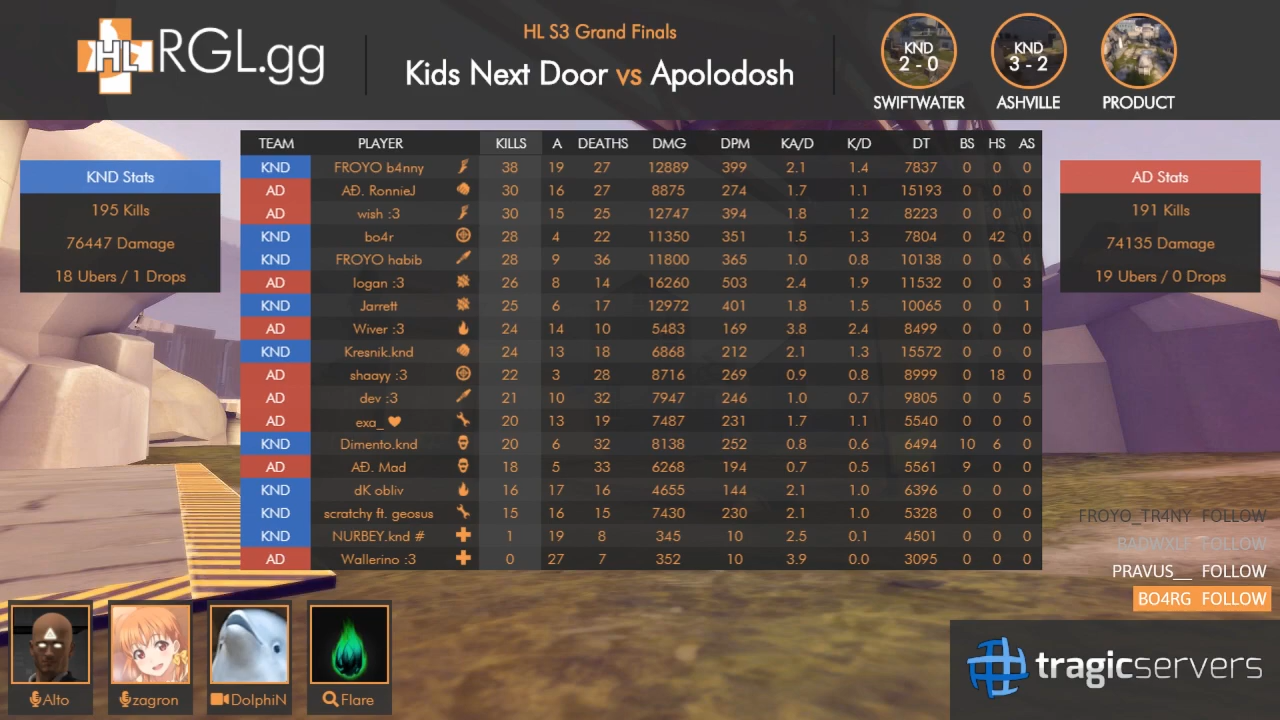 HL RGL.gg
HL S3 Grand Finals
Kids Next Door vs Apolodosh
KND 2 - 0 SWIFTWATER
KND 3 - 2 ASHVILLE
PRODUCT
KND Stats
195 Kills
76447 Damage
18 Ubers / 1 Drops
TEAM PLAYER KILLS A DEATHS DMG DPM KA/D K/D DT BS HS AS
KND FROYO b4nny 38 19 27 12889 399 2.1 1.4 7837 0 0 0
AD AĐ. RonnieJ 30 16 27 8875 274 1.7 1.1 15193 0 0 0
AD wish :3 30 15 25 12747 394 1.8 1.2 8223 0 0 0
KND bo4r 28 4 22 11350 351 1.5 1.3 7804 0 42 0
KND FROYO habib 28 9 36 11800 365 1.0 0.8 10138 0 0 6
AD logan :3 26 8 14 16260 503 2.4 1.9 11532 0 0 3
KND Jarrett 25 6 17 12972 401 1.8 1.5 10065 0 0 1
AD Wiver :3 24 14 10 5483 169 3.8 2.4 8499 0 0 0
KND Kresnik.knd 24 13 18 6868 212 2.1 1.3 15572 0 0 0
AD shaayy :3 22 3 28 8716 269 0.9 0.8 8999 0 18 0
AD dev :3 21 10 32 7947 246 1.0 0.7 9805 0 0 5
AD exa_ ♥ 20 13 19 7487 231 1.7 1.1 5540 0 0 0
KND Dimento.knd 20 6 32 8138 252 0.8 0.6 6494 10 6 0
AD AĐ. Mad 18 5 33 6268 194 0.7 0.5 5561 9 0 0
KND dK obliv 16 17 16 4655 144 2.1 1.0 6396 0 0 0
KND scratchy ft. geosus 15 16 15 7430 230 2.1 1.0 5328 0 0 0
KND NURBEY.knd # 1 19 8 345 10 2.5 0.1 4501 0 0 0
AD Wallerino :3 0 27 7 352 10 3.9 0.0 3095 0 0 0
AD Stats
191 Kills
74135 Damage
19 Ubers / 0 Drops
FROYO_TR4NY FOLLOW
BADWXLF FOLLOW
PRAVUS__ FOLLOW
BO4RG FOLLOW
Alto
zagron
DolphiN
Flare
tragicservers